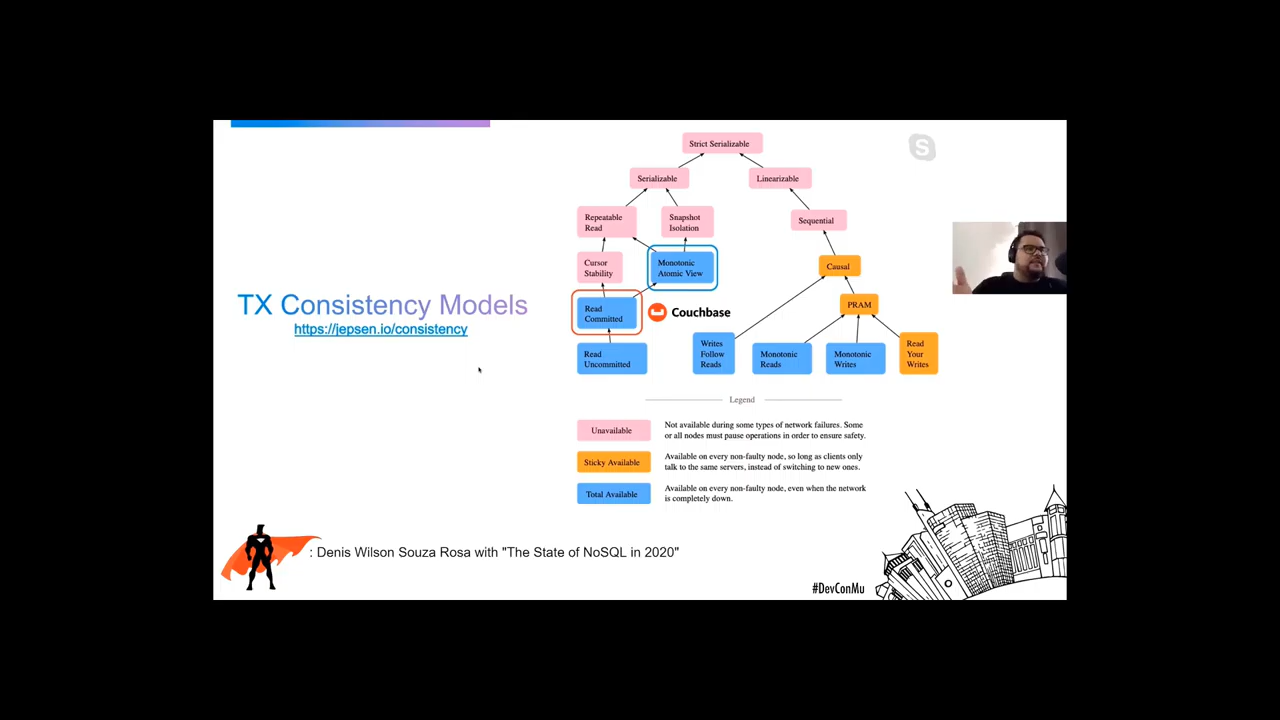 TX Consistency Models
https://jepsen.io/consistency
Strict Serializable
Serializable
Linearizable
Repeatable
Read
Snapshot
Isolation
Sequential
Cursor
Stability
Monotonic
Atomic View
Causal
Read
Committed
Couchbase
PRAM
Read
Uncommitted
Writes
Follow
Reads
Monotonic
Reads
Monotonic
Writes
Read
Your
Writes
Legend
Unavailable
Not available during some types of network failures. Some
or all nodes must pause operations in order to ensure safety.
Sticky Available
Available on every non-faulty node, so long as clients only
talk to the same servers, instead of switching to new ones.
Total Available
Available on every non-faulty node, even when the network
is completely down.
: Denis Wilson Souza Rosa with "The State of NoSQL in 2020"
#DevConMu
S